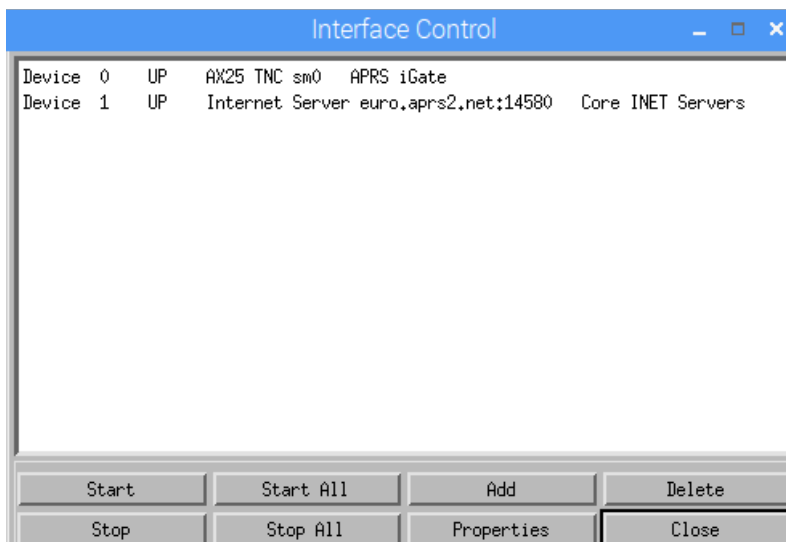 Interface Control
Device 0 UP AX25 TNC sm0 APRS iGate
Device 1 UP Internet Server euro.aprs2.net:14580 Core INET Servers
Start Start All Add Delete
Stop Stop All Properties Close